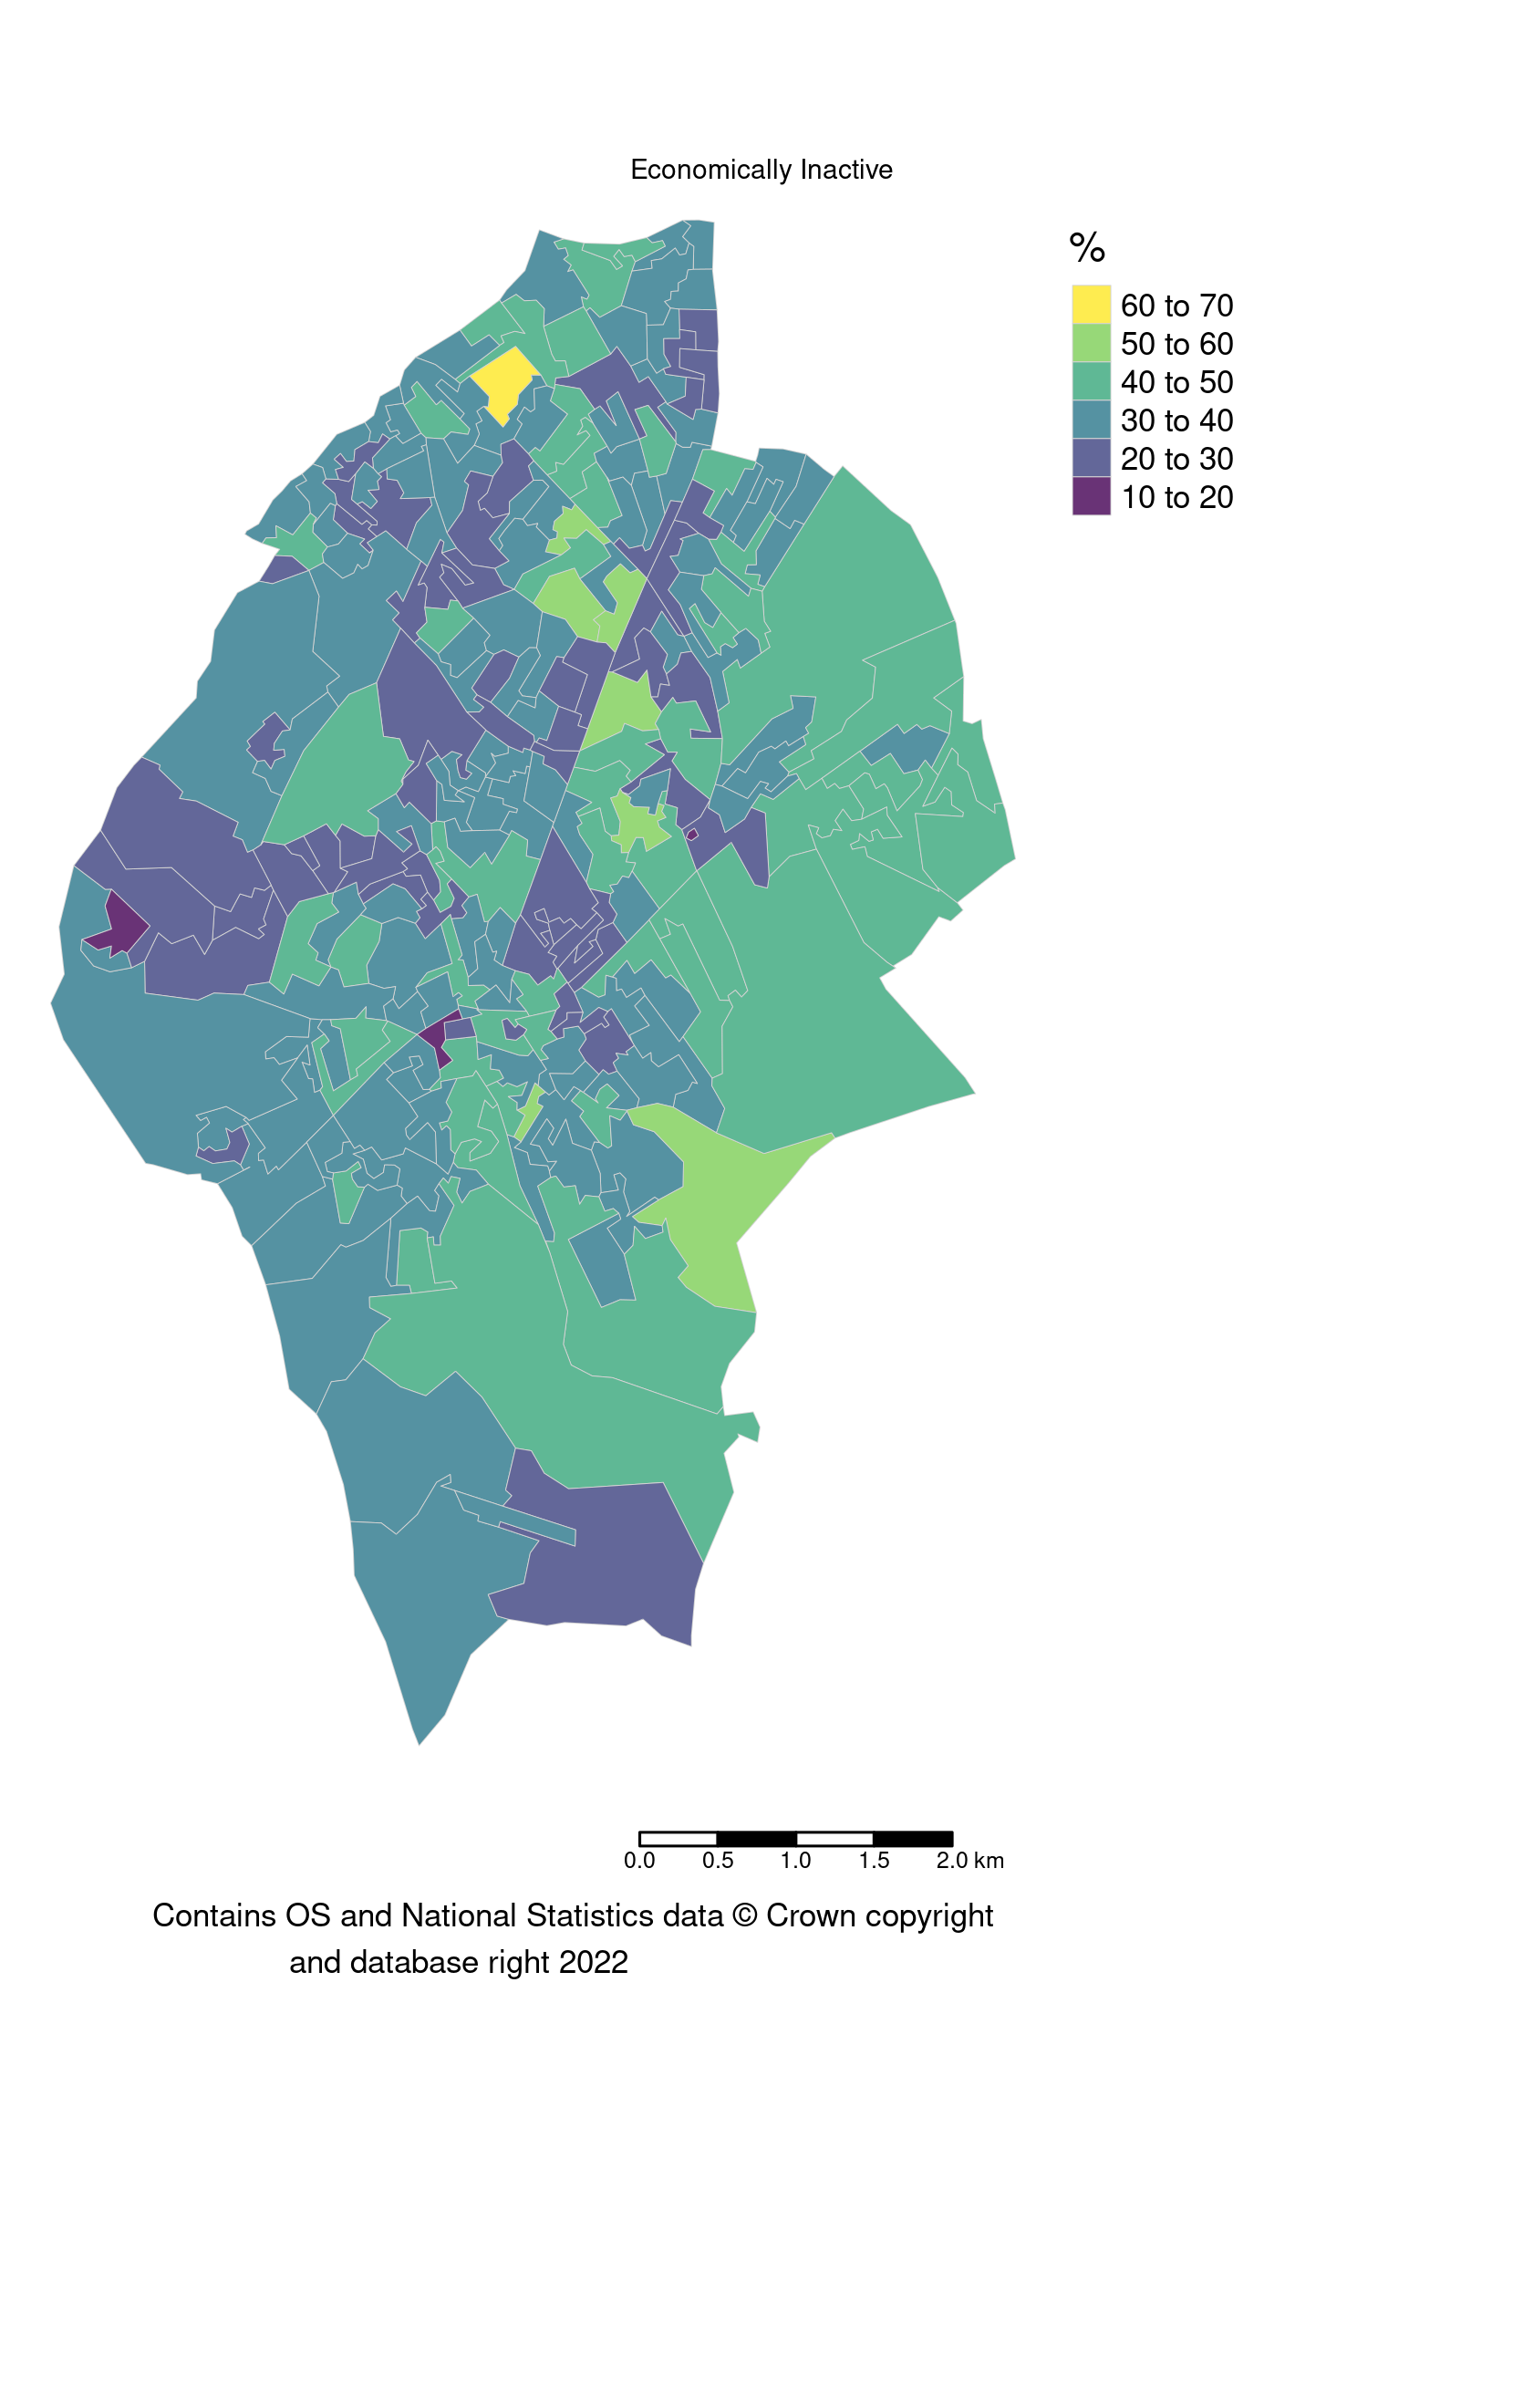 Economically Inactive
%
60 to 70
50 to 60
40 to 50
30 to 40
20 to 30
10 to 20
0.0 0.5 1.0 1.5 2.0 km
Contains OS and National Statistics data © Crown copyright
and database right 2022